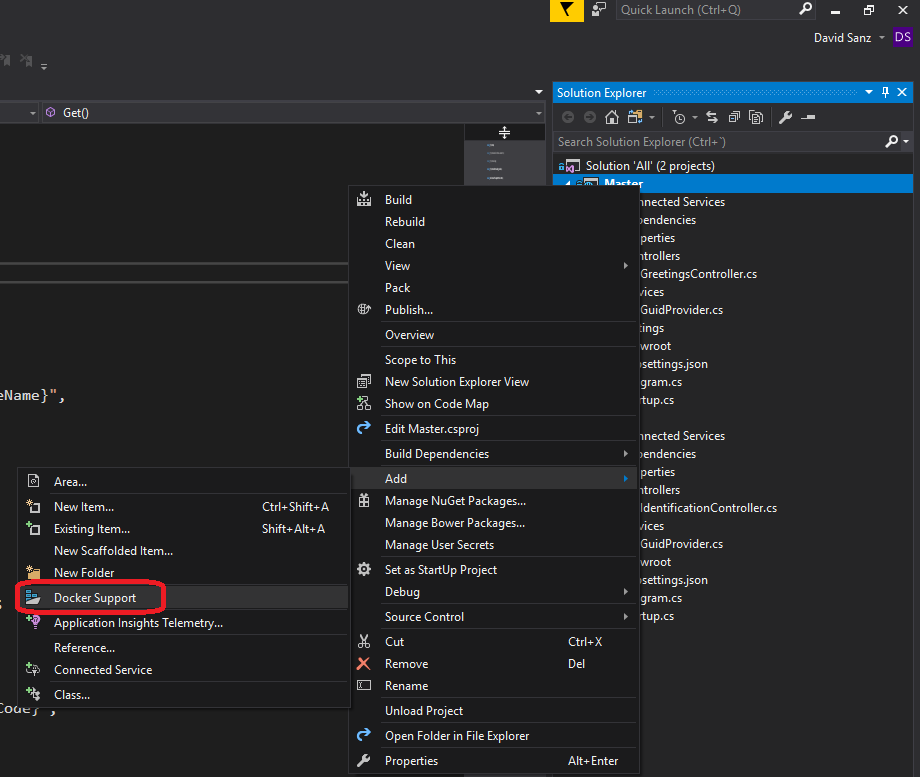 Quick Launch (Ctrl+Q)
David Sanz
DS
Get()
Solution Explorer
Search Solution Explorer (Ctrl+¨)
Solution 'All' (2 projects)
Master
nnected Services
pendencies
perties
ntrollers
GreetingsController.cs
vices
GuidProvider.cs
tings
wroot
psettings.json
gram.cs
rtup.cs
nnected Services
pendencies
perties
ntrollers
IdentificationController.cs
vices
GuidProvider.cs
wroot
psettings.json
gram.cs
rtup.cs
eName}",
Code}",
Build
Rebuild
Clean
View
Pack
Publish...
Overview
Scope to This
New Solution Explorer View
Show on Code Map
Edit Master.csproj
Build Dependencies
Add
Manage NuGet Packages...
Manage Bower Packages...
Manage User Secrets
Set as StartUp Project
Debug
Source Control
Cut Ctrl+X
Remove Del
Rename
Unload Project
Open Folder in File Explorer
Properties Alt+Enter
Area...
New Item... Ctrl+Shift+A
Existing Item... Shift+Alt+A
New Scaffolded Item...
New Folder
Docker Support
Application Insights Telemetry...
Reference...
Connected Service
Class...